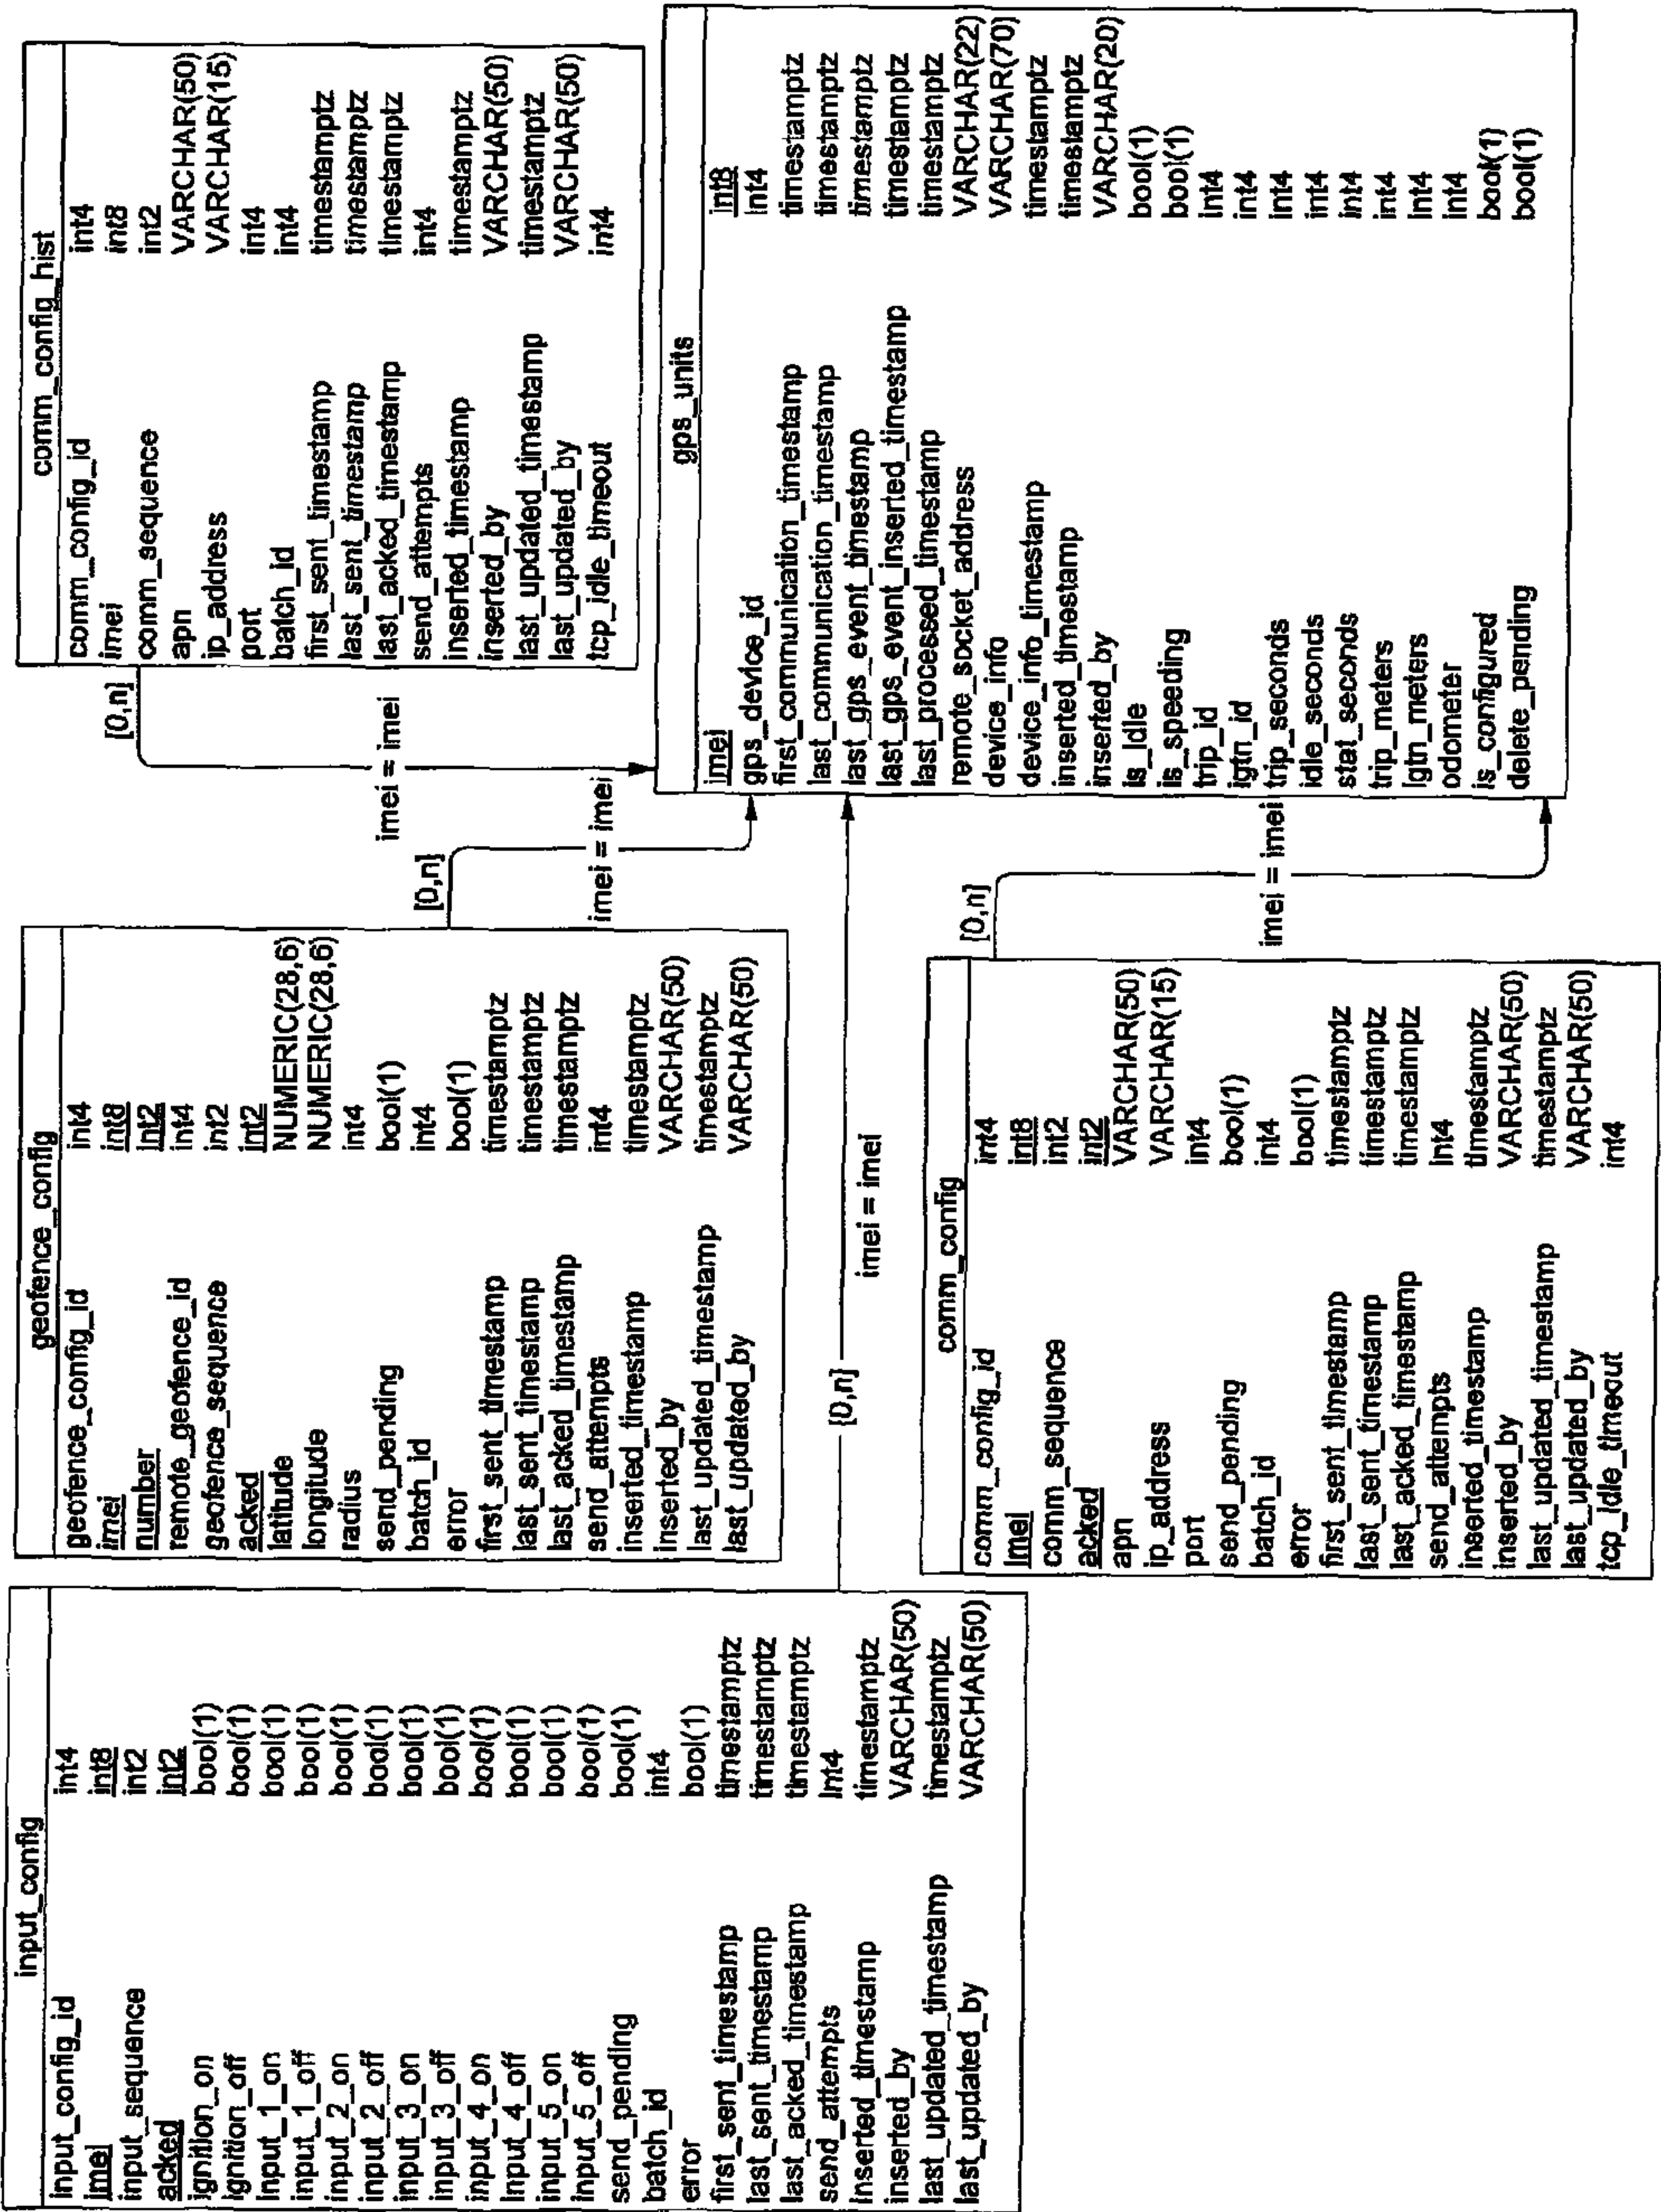 input_config
input_config_id int4
imei int8
input_sequence int2
acked int2
ignition_on bool(1)
ignition_off bool(1)
input_1_on bool(1)
input_1_off bool(1)
input_2_on bool(1)
input_2_off bool(1)
input_3_on bool(1)
input_3_off bool(1)
input_4_on bool(1)
input_4_off bool(1)
input_5_on bool(1)
input_5_off bool(1)
send_pending bool(1)
batch_id int4
error bool(1)
first_sent_timestamp timestamptz
last_sent_timestamp timestamptz
last_acked_timestamp timestamptz
send_attempts int4
inserted_timestamp timestamptz
inserted_by VARCHAR(50)
last_updated_timestamp timestamptz
last_updated_by VARCHAR(50)
geofence_config
geofence_config_id int4
imei int8
number int2
remote_geofence_id int4
geofence_sequence int2
acked int2
latitude NUMERIC(28,6)
longitude NUMERIC(28,6)
radius int4
send_pending bool(1)
batch_id int4
error bool(1)
first_sent_timestamp timestamptz
last_sent_timestamp timestamptz
last_acked_timestamp timestamptz
send_attempts int4
inserted_timestamp timestamptz
inserted_by VARCHAR(50)
last_updated_timestamp timestamptz
last_updated_by VARCHAR(50)
comm_config_hist
comm_config_id int4
imei int8
comm_sequence int2
apn VARCHAR(50)
ip_address VARCHAR(15)
port int4
batch_id int4
first_sent_timestamp timestamptz
last_sent_timestamp timestamptz
last_acked_timestamp timestamptz
send_attempts int4
inserted_timestamp timestamptz
inserted_by VARCHAR(50)
last_updated_timestamp timestamptz
last_updated_by VARCHAR(50)
tcp_idle_timeout int4
[0,n]
imei = imei
[0,n]
imei = imei
[0,n]
imei = imei
[0,n]
imei = imei
comm_config
comm_config_id int4
imei int8
comm_sequence int2
acked int2
apn VARCHAR(50)
ip_address VARCHAR(15)
port int4
send_pending bool(1)
batch_id int4
error bool(1)
first_sent_timestamp timestamptz
last_sent_timestamp timestamptz
last_acked_timestamp timestamptz
send_attempts int4
inserted_timestamp timestamptz
inserted_by VARCHAR(50)
last_updated_timestamp timestamptz
last_updated_by VARCHAR(50)
tcp_idle_timeout int4
gps_units
imei int8
gps_device_id int4
first_communication_timestamp timestamptz
last_communication_timestamp timestamptz
last_gps_event_timestamp timestamptz
last_gps_event_inserted_timestamp timestamptz
last_processed_timestamp timestamptz
remote_socket_address VARCHAR(22)
device_info VARCHAR(70)
device_info_timestamp timestamptz
inserted_timestamp timestamptz
inserted_by VARCHAR(20)
is_idle bool(1)
is_speeding bool(1)
trip_id int4
igtn_id int4
trip_seconds int4
idle_seconds int4
stat_seconds int4
trip_meters int4
igtn_meters int4
odometer int4
is_configured bool(1)
delete_pending bool(1)